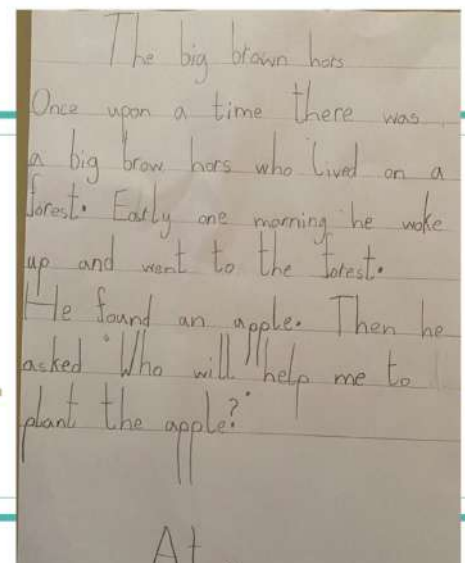 The big brown hors
Once upon a time there was
a big brow hors who lived on a
forest. Early one morning he woke
up and went to the forest.
He found an apple. Then he
asked "Who will help me to
plant the apple?"
At